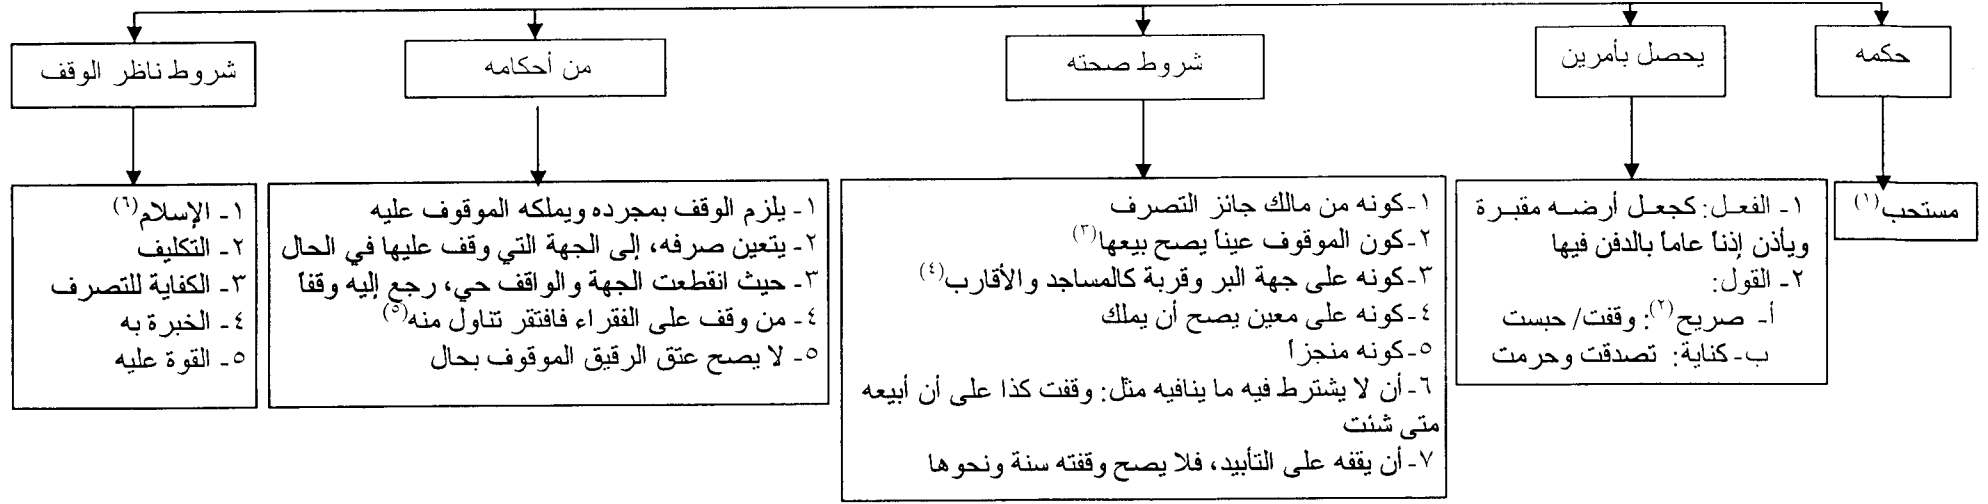 حكمه
مستحب(١)
يحصل بأمرين
١- الفعل: كجعل أرضه مقبرة
ويأذن إذناً عاماً بالدفن فيها
٢- القول:
أ- صريح(٢): وقفت/ حبست
ب- كناية: تصدقت وحرمت
شروط صحته
١- كونه من مالك جائز التصرف
٢- كون الموقوف عيناً يصح بيعها(٣)
٣- كونه على جهة البر وقربة كالمساجد والأقارب(٤)
٤- كونه على معين يصح أن يملك
٥- كونه منجزاً
٦- أن لا يشترط فيه ما ينافيه مثل: وقفت كذا على أن أبيعه
متى شئت
٧- أن يقفه على التأبيد، فلا يصح وقفته سنة ونحوها
من أحكامه
١- يلزم الوقف بمجرده ويملكه الموقوف عليه
٢- يتعين صرفه، إلى الجهة التي وقف عليها في الحال
٣- حيث انقطعت الجهة والواقف حي، رجع إليه وقفاً
٤- من وقف على الفقراء فافتقر تناول منه(٥)
٥- لا يصح عتق الرقيق الموقوف بحال
شروط ناظر الوقف
١- الإسلام(٦)
٢- التكليف
٣- الكفاية للتصرف
٤- الخبرة به
٥- القوة عليه